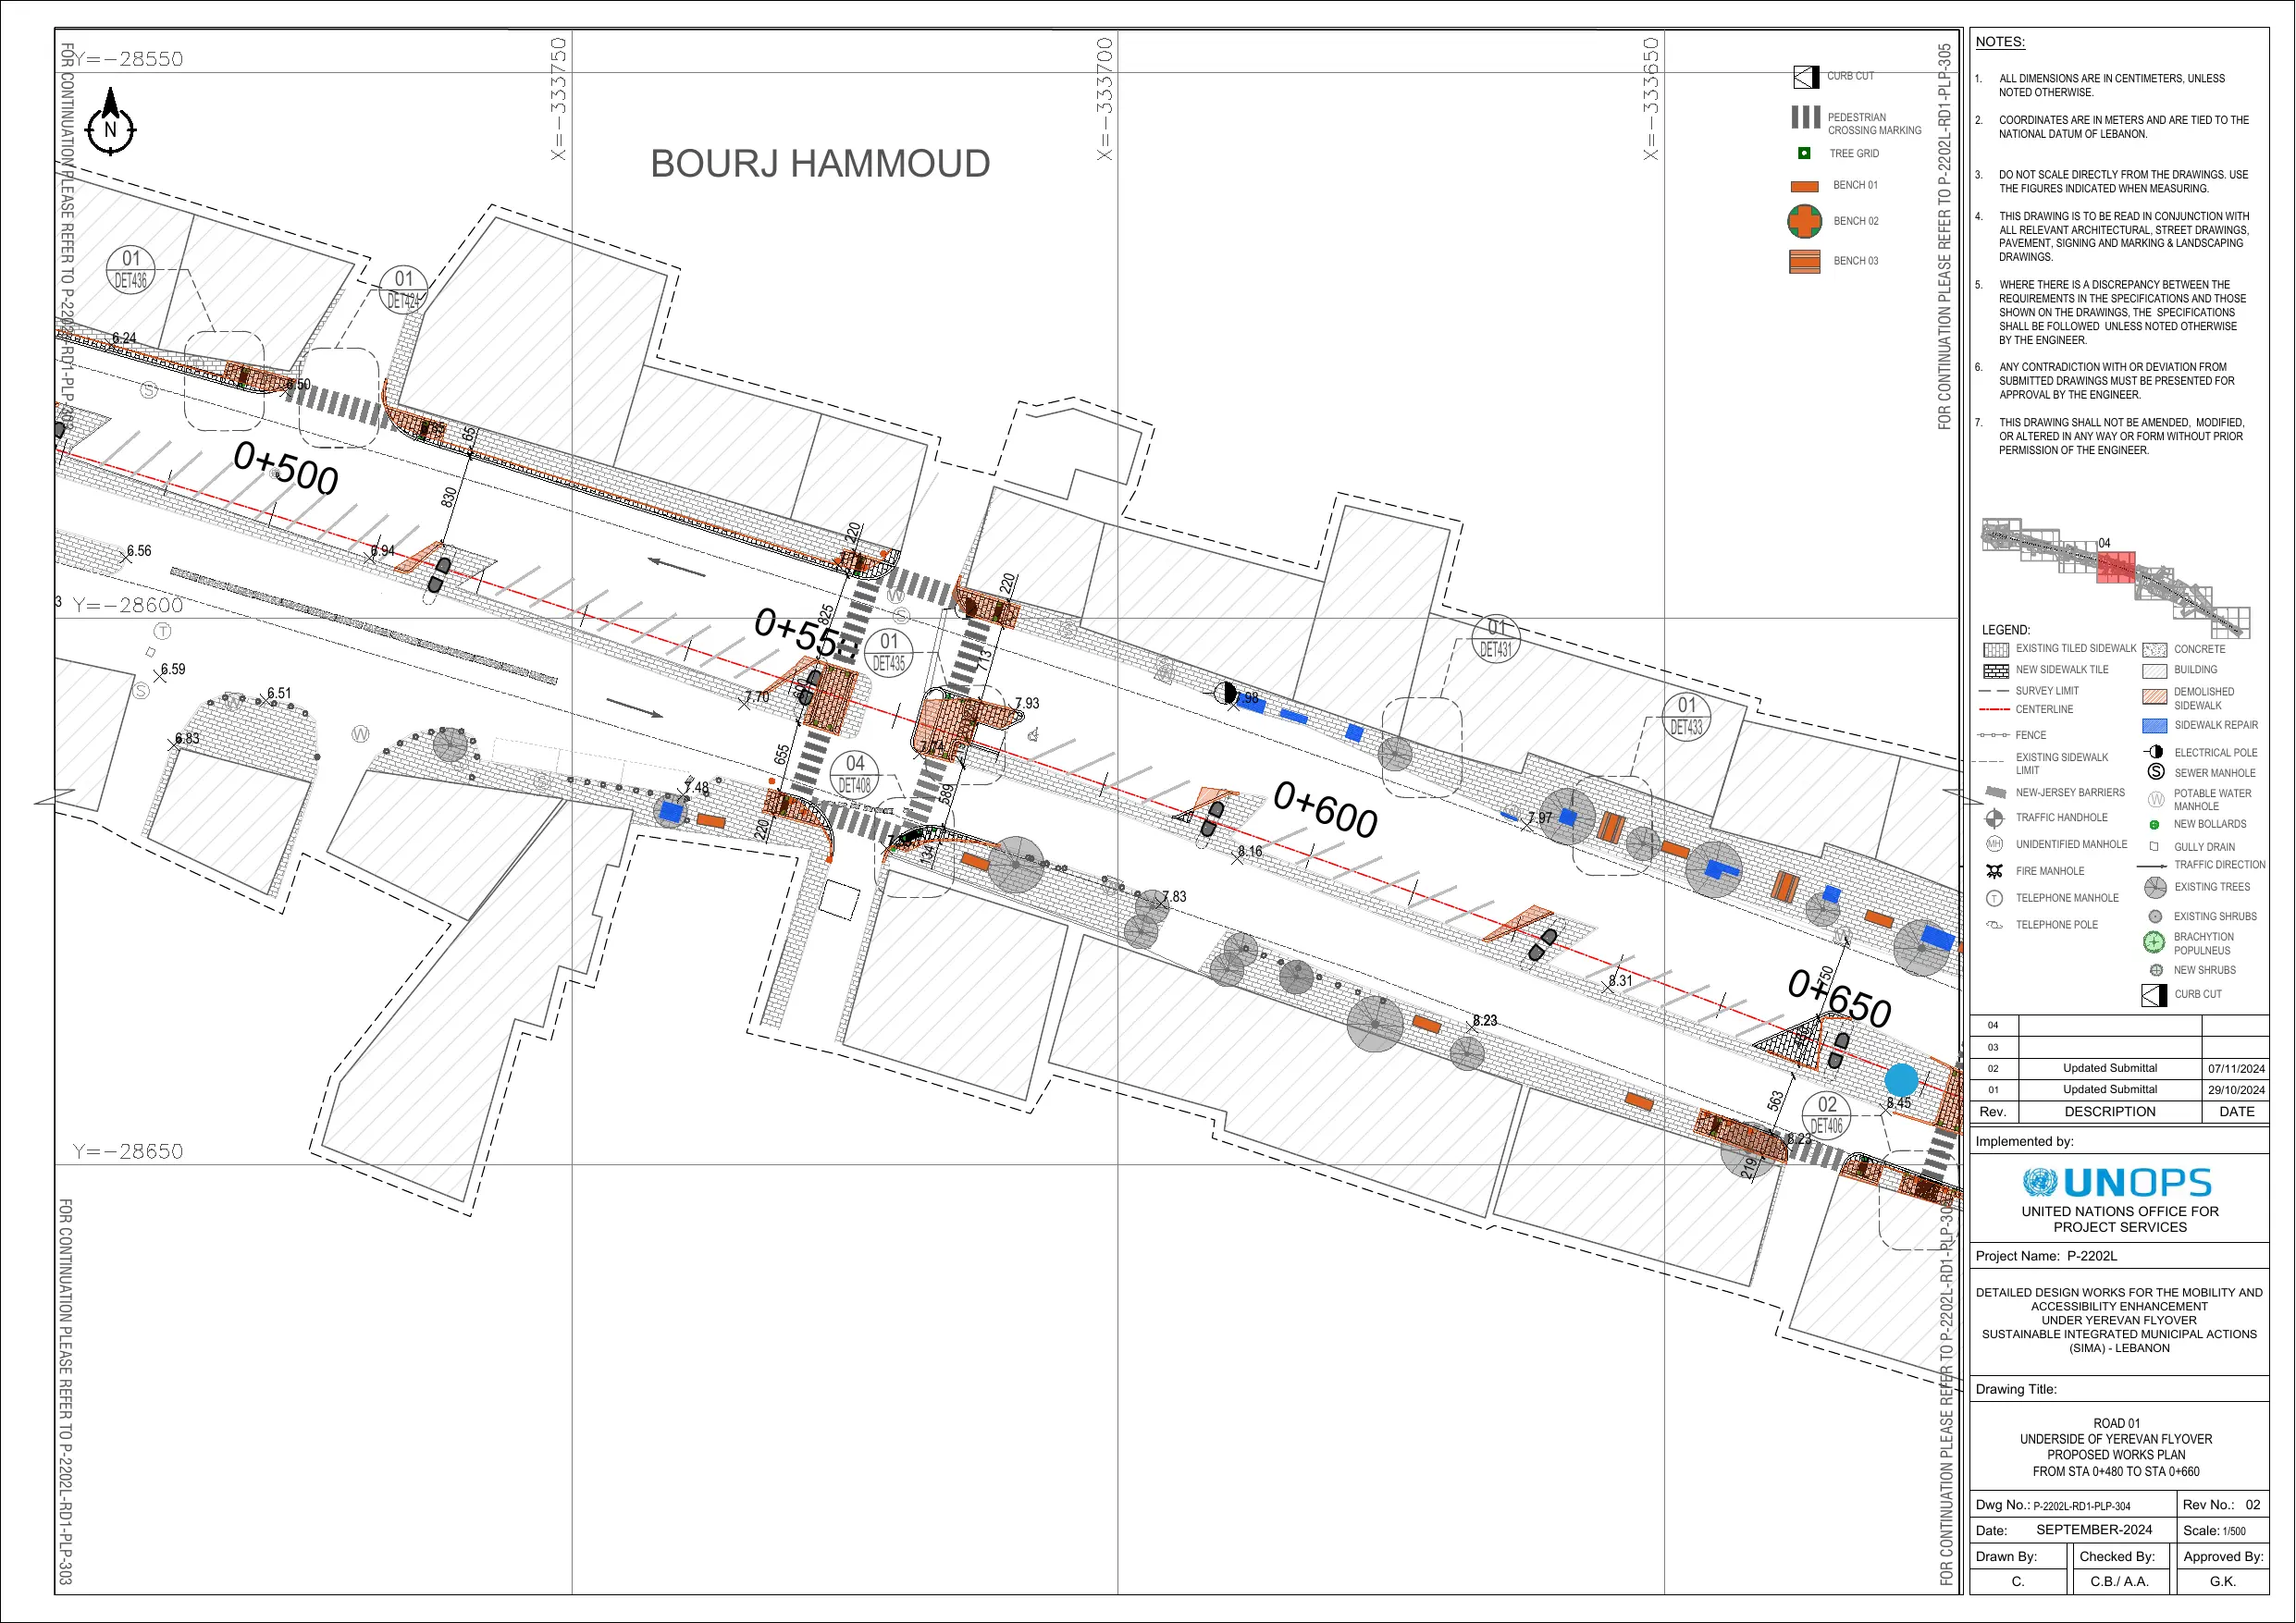 FOR CONTINUATION PLEASE REFER TO P-2202L-RD1-PLP-303
Y=-28550
X=-333750
X=-333700
X=-333650
N
BOURJ HAMMOUD
CURB CUT
PEDESTRIAN
CROSSING MARKING
TREE GRID
BENCH 01
BENCH 02
BENCH 03
FOR CONTINUATION PLEASE REFER TO P-2202L-RD1-PLP-305
01
DET436
01
DET424
6.24
6.50
65
830
0+500
6.94
6.56
Y=-28600
3
T
6.59
S
6.51
W
6.83
W
S
220
825
0+55
W
S
220
01
DET435
713
7.70
7.93
7.74
655
04
DET408
589
7.48
220
34
S
01
DET431
7.98
01
DET433
0+600
7.97
8.16
7.83
8.31
8.23
750
0+650
563
02
DET406
8.45
8.23
219
Y=-28650
FOR CONTINUATION PLEASE REFER TO P-2202L-RD1-PLP-303
FOR CONTINUATION PLEASE REFER TO P-2202L-RD1-PLP-305
NOTES:
1. ALL DIMENSIONS ARE IN CENTIMETERS, UNLESS
NOTED OTHERWISE.
2. COORDINATES ARE IN METERS AND ARE TIED TO THE
NATIONAL DATUM OF LEBANON.
3. DO NOT SCALE DIRECTLY FROM THE DRAWINGS. USE
THE FIGURES INDICATED WHEN MEASURING.
4. THIS DRAWING IS TO BE READ IN CONJUNCTION WITH
ALL RELEVANT ARCHITECTURAL, STREET DRAWINGS,
PAVEMENT, SIGNING AND MARKING & LANDSCAPING
DRAWINGS.
5. WHERE THERE IS A DISCREPANCY BETWEEN THE
REQUIREMENTS IN THE SPECIFICATIONS AND THOSE
SHOWN ON THE DRAWINGS, THE SPECIFICATIONS
SHALL BE FOLLOWED UNLESS NOTED OTHERWISE
BY THE ENGINEER.
6. ANY CONTRADICTION WITH OR DEVIATION FROM
SUBMITTED DRAWINGS MUST BE PRESENTED FOR
APPROVAL BY THE ENGINEER.
7. THIS DRAWING SHALL NOT BE AMENDED, MODIFIED,
OR ALTERED IN ANY WAY OR FORM WITHOUT PRIOR
PERMISSION OF THE ENGINEER.
04
LEGEND:
EXISTING TILED SIDEWALK
NEW SIDEWALK TILE
SURVEY LIMIT
CENTERLINE
FENCE
EXISTING SIDEWALK
LIMIT
NEW-JERSEY BARRIERS
TRAFFIC HANDHOLE
MH UNIDENTIFIED MANHOLE
FIRE MANHOLE
T TELEPHONE MANHOLE
TELEPHONE POLE
CONCRETE
BUILDING
DEMOLISHED
SIDEWALK
SIDEWALK REPAIR
ELECTRICAL POLE
S SEWER MANHOLE
W POTABLE WATER
MANHOLE
NEW BOLLARDS
GULLY DRAIN
TRAFFIC DIRECTION
EXISTING TREES
EXISTING SHRUBS
BRACHYTION
POPULNEUS
NEW SHRUBS
CURB CUT
04
03
02 Updated Submittal 07/11/2024
01 Updated Submittal 29/10/2024
Rev. DESCRIPTION DATE
Implemented by:
UNOPS
UNITED NATIONS OFFICE FOR
PROJECT SERVICES
Project Name: P-2202L
DETAILED DESIGN WORKS FOR THE MOBILITY AND
ACCESSIBILITY ENHANCEMENT
UNDER YEREVAN FLYOVER
SUSTAINABLE INTEGRATED MUNICIPAL ACTIONS
(SIMA) - LEBANON
Drawing Title:
ROAD 01
UNDERSIDE OF YEREVAN FLYOVER
PROPOSED WORKS PLAN
FROM STA 0+480 TO STA 0+660
Dwg No.: P-2202L-RD1-PLP-304 Rev No.: 02
Date: SEPTEMBER-2024 Scale: 1/500
Drawn By: Checked By: Approved By:
C. C.B./ A.A. G.K.